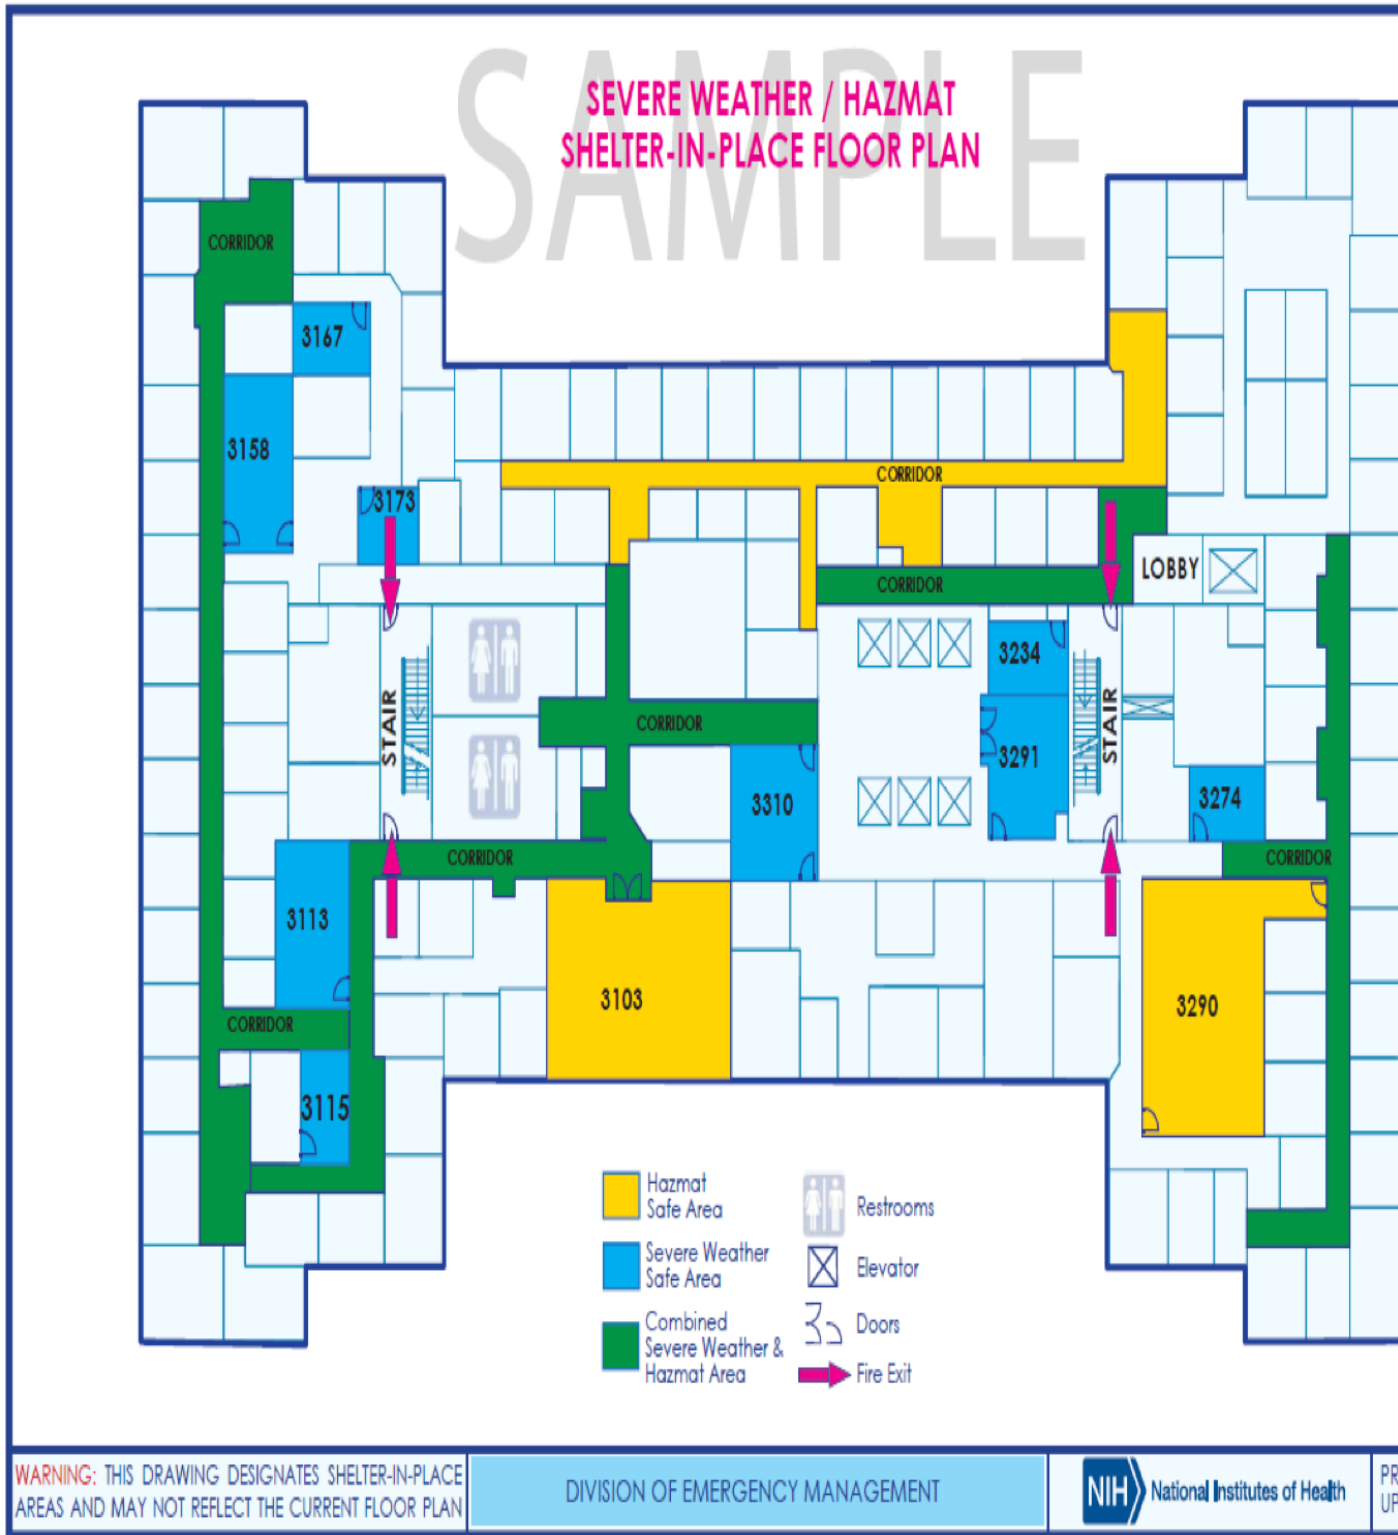 SAMPLE
SEVERE WEATHER / HAZMAT
SHELTER-IN-PLACE FLOOR PLAN
CORRIDOR
3167
3158
3173
CORRIDOR
CORRIDOR
LOBBY
3234
STAIR
STAIR
CORRIDOR
3291
3310
3274
CORRIDOR
CORRIDOR
3113
3103
3290
CORRIDOR
3115
Hazmat
Safe Area
Severe Weather
Safe Area
Combined
Severe Weather &
Hazmat Area
Restrooms
Elevator
Doors
Fire Exit
WARNING: THIS DRAWING DESIGNATES SHELTER-IN-PLACE
AREAS AND MAY NOT REFLECT THE CURRENT FLOOR PLAN
DIVISION OF EMERGENCY MANAGEMENT
NIH National Institutes of Health
PR
UP